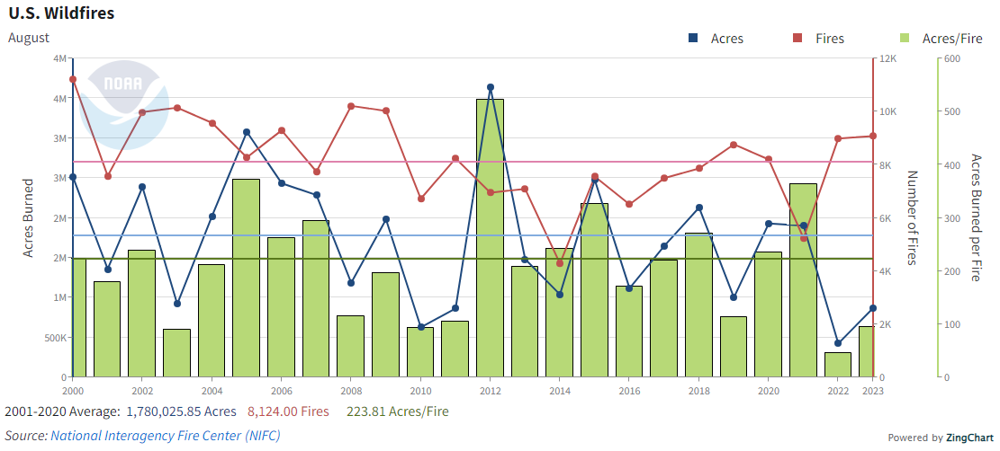 U.S. Wildfires
August
Acres Fires Acres/Fire
NOAA
4M 12K 600
4M 10K 500
3M 8K 400
3M
2M 6K 300
2M 4K 200
1M 2K 100
500K
0 0 0
Acres Burned
Number of Fires
Acres Burned per Fire
2000 2002 2004 2006 2008 2010 2012 2014 2016 2018 2020 2022 2023
2001-2020 Average: 1,780,025.85 Acres 8,124.00 Fires 223.81 Acres/Fire
Source: National Interagency Fire Center (NIFC)
Powered by ZingChart